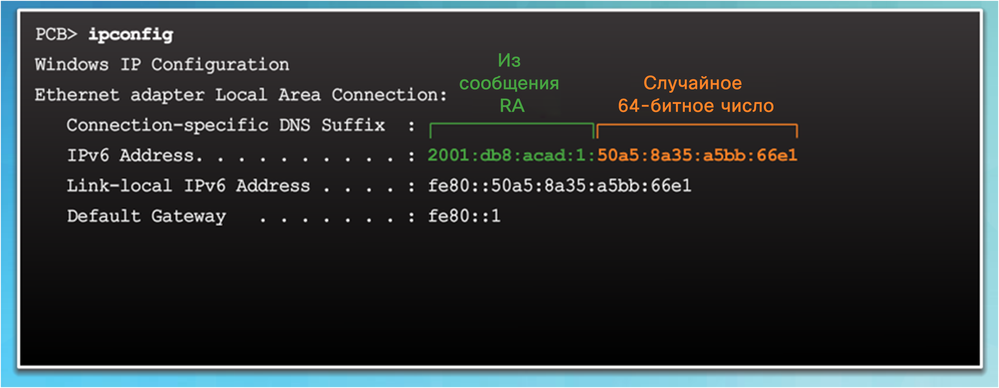 PCB> ipconfig
Windows IP Configuration
Из
сообщения
RA
Случайное
64-битное число
Ethernet adapter Local Area Connection:
Connection-specific DNS Suffix :
IPv6 Address. . . . . . . . . . : 2001:db8:acad:1:50a5:8a35:a5bb:66e1
Link-local IPv6 Address . . . . : fe80::50a5:8a35:a5bb:66e1
Default Gateway . . . . . . . : fe80::1